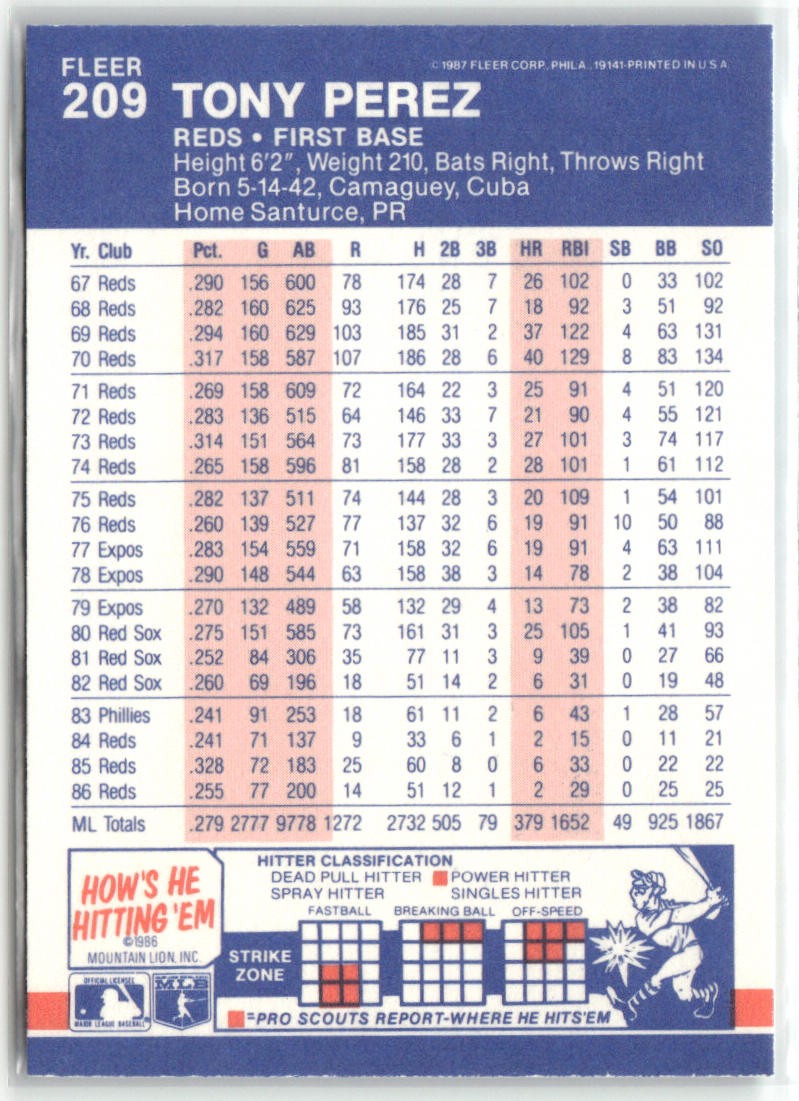 FLEER
© 1987 FLEER CORP. PHILA., 19141-PRINTED IN U S A
209 TONY PEREZ
REDS • FIRST BASE
Height 6'2", Weight 210, Bats Right, Throws Right
Born 5-14-42, Camaguey, Cuba
Home Santurce, PR
Yr. Club Pct. G AB R H 2B 3B HR RBI SB BB SO
67 Reds .290 156 600 78 174 28 7 26 102 0 33 102
68 Reds .282 160 625 93 176 25 7 18 92 3 51 92
69 Reds .294 160 629 103 185 31 2 37 122 4 63 131
70 Reds .317 158 587 107 186 28 6 40 129 8 83 134
71 Reds .269 158 609 72 164 22 3 25 91 4 51 120
72 Reds .283 136 515 64 146 33 7 21 90 4 55 121
73 Reds .314 151 564 73 177 33 3 27 101 3 74 117
74 Reds .265 158 596 81 158 28 2 28 101 1 61 112
75 Reds .282 137 511 74 144 28 3 20 109 1 54 101
76 Reds .260 139 527 77 137 32 6 19 91 10 50 88
77 Expos .283 154 559 71 158 32 6 19 91 4 63 111
78 Expos .290 148 544 63 158 38 3 14 78 2 38 104
79 Expos .270 132 489 58 132 29 4 13 73 2 38 82
80 Red Sox .275 151 585 73 161 31 3 25 105 1 41 93
81 Red Sox .252 84 306 35 77 11 3 9 39 0 27 66
82 Red Sox .260 69 196 18 51 14 2 6 31 0 19 48
83 Phillies .241 91 253 18 61 11 2 6 43 1 28 57
84 Reds .241 71 137 9 33 6 1 2 15 0 11 21
85 Reds .328 72 183 25 60 8 0 6 33 0 22 22
86 Reds .255 77 200 14 51 12 1 2 29 0 25 25
ML Totals .279 2777 9778 1272 2732 505 79 379 1652 49 925 1867
HOW'S HE
HITTING 'EM
©1986
MOUNTAIN LION, INC.
HITTER CLASSIFICATION
DEAD PULL HITTER POWER HITTER
SPRAY HITTER SINGLES HITTER
FASTBALL BREAKING BALL OFF-SPEED
STRIKE
ZONE
=PRO SCOUTS REPORT-WHERE HE HITS'EM
OFFICIAL LICENSEE
MAJOR LEAGUE BASEBALL
MLB